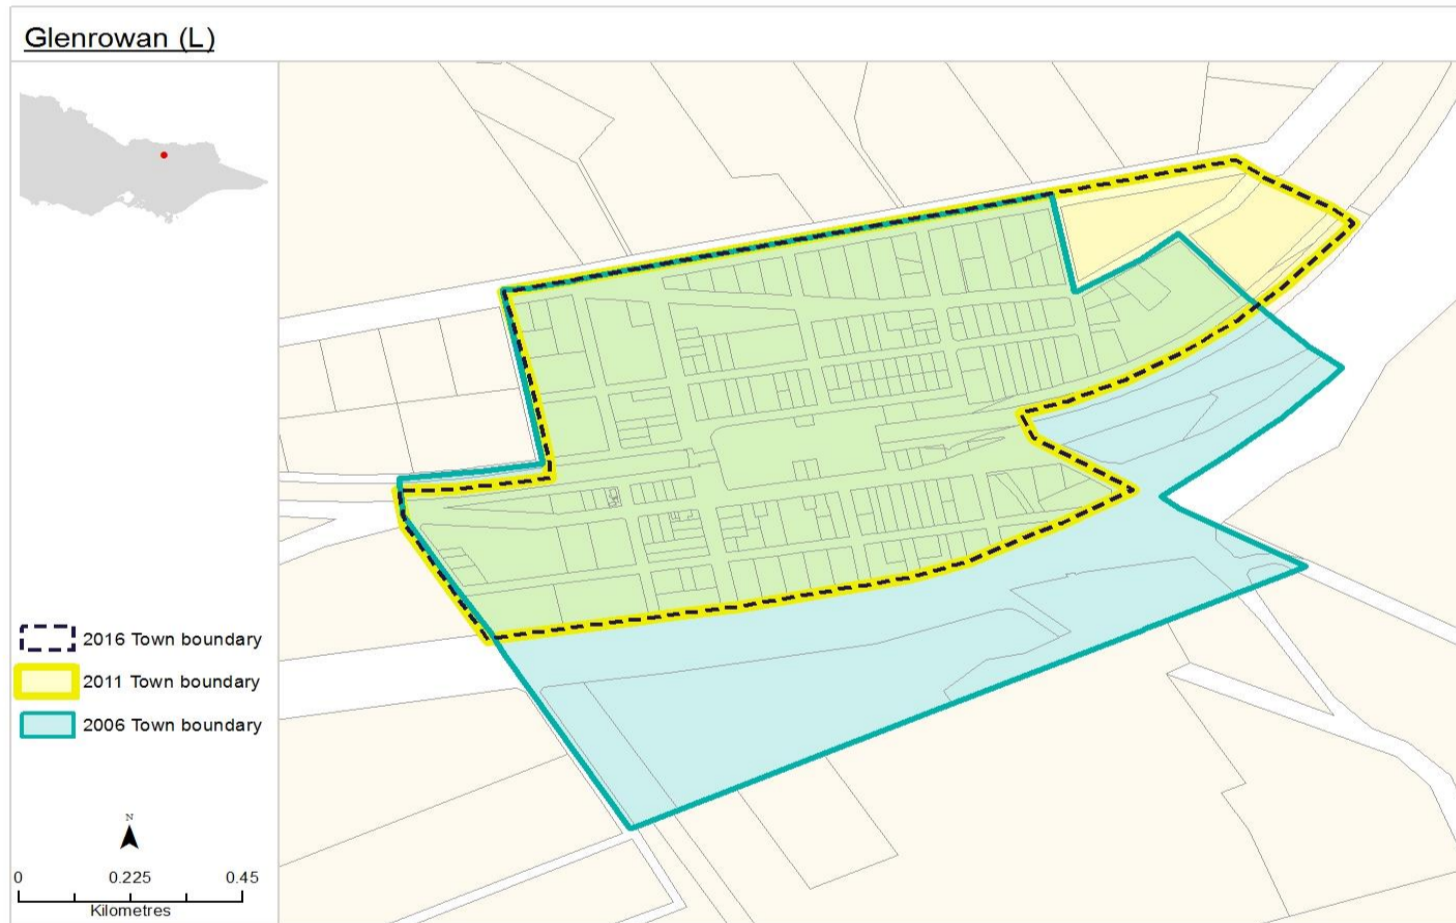 Glenrowan (L)
2016 Town boundary
2011 Town boundary
2006 Town boundary
N
0 0.225 0.45
Kilometres